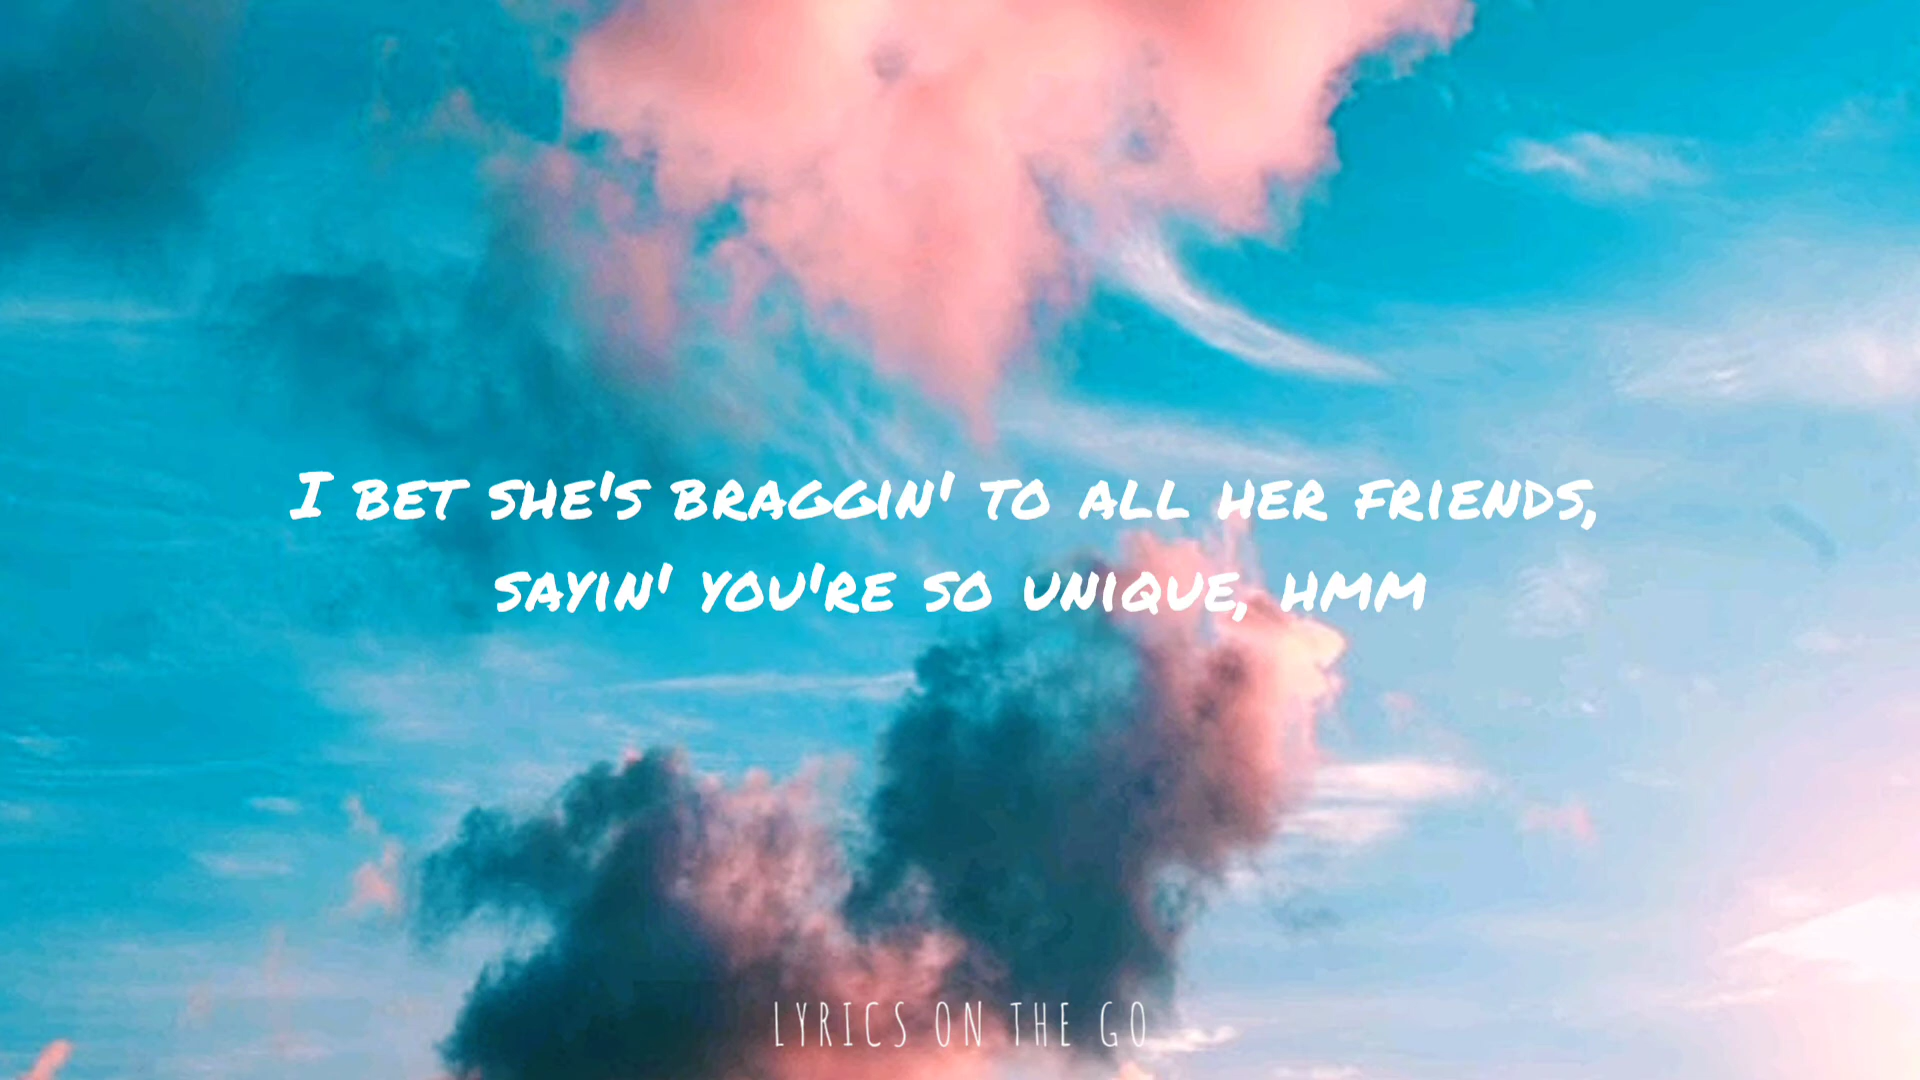 I BET SHE'S BRAGGIN' TO ALL HER FRIENDS,
SAYIN' YOU'RE SO UNIQUE, HMM
LYRICS ON THE GO